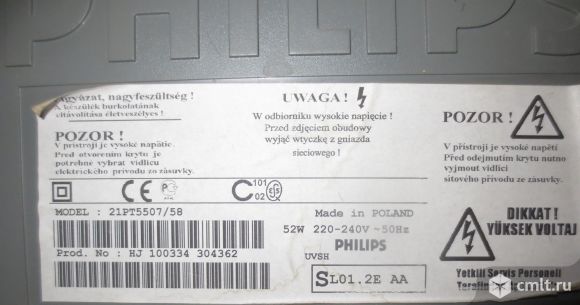 PHILIPS
Vigyázat, nagyfeszültség !
A készülék burkolatának
eltávolítása életveszélyes !
POZOR !
V pristroji je vysoké napätie.
Pred otvorením krytu je
potrebné vybrat vidlicu
elektrického prívodu zo zásuvky.
UWAGA !
W odbiorniku wysokie napięcie !
Przed zdjęciem obudowy
wyjąć wtyczkę z gniazda
sieciowego !
POZOR !
V přístroji je vysoké napětí
Před odejmutím krytu nutno
vyjmout vidlici
síťového přívodu ze zásuvky.
CE
C 101
02
MODEL : 21PT5507/58
Prod. No : HJ 100334 304362
Made in POLAND
52W 220-240V ~50Hz
PHILIPS
UVSH
SL01.2E AA
DIKKAT !
YÜKSEK VOLTAJ
Yetkili Servis Personeli
cmlt.ru